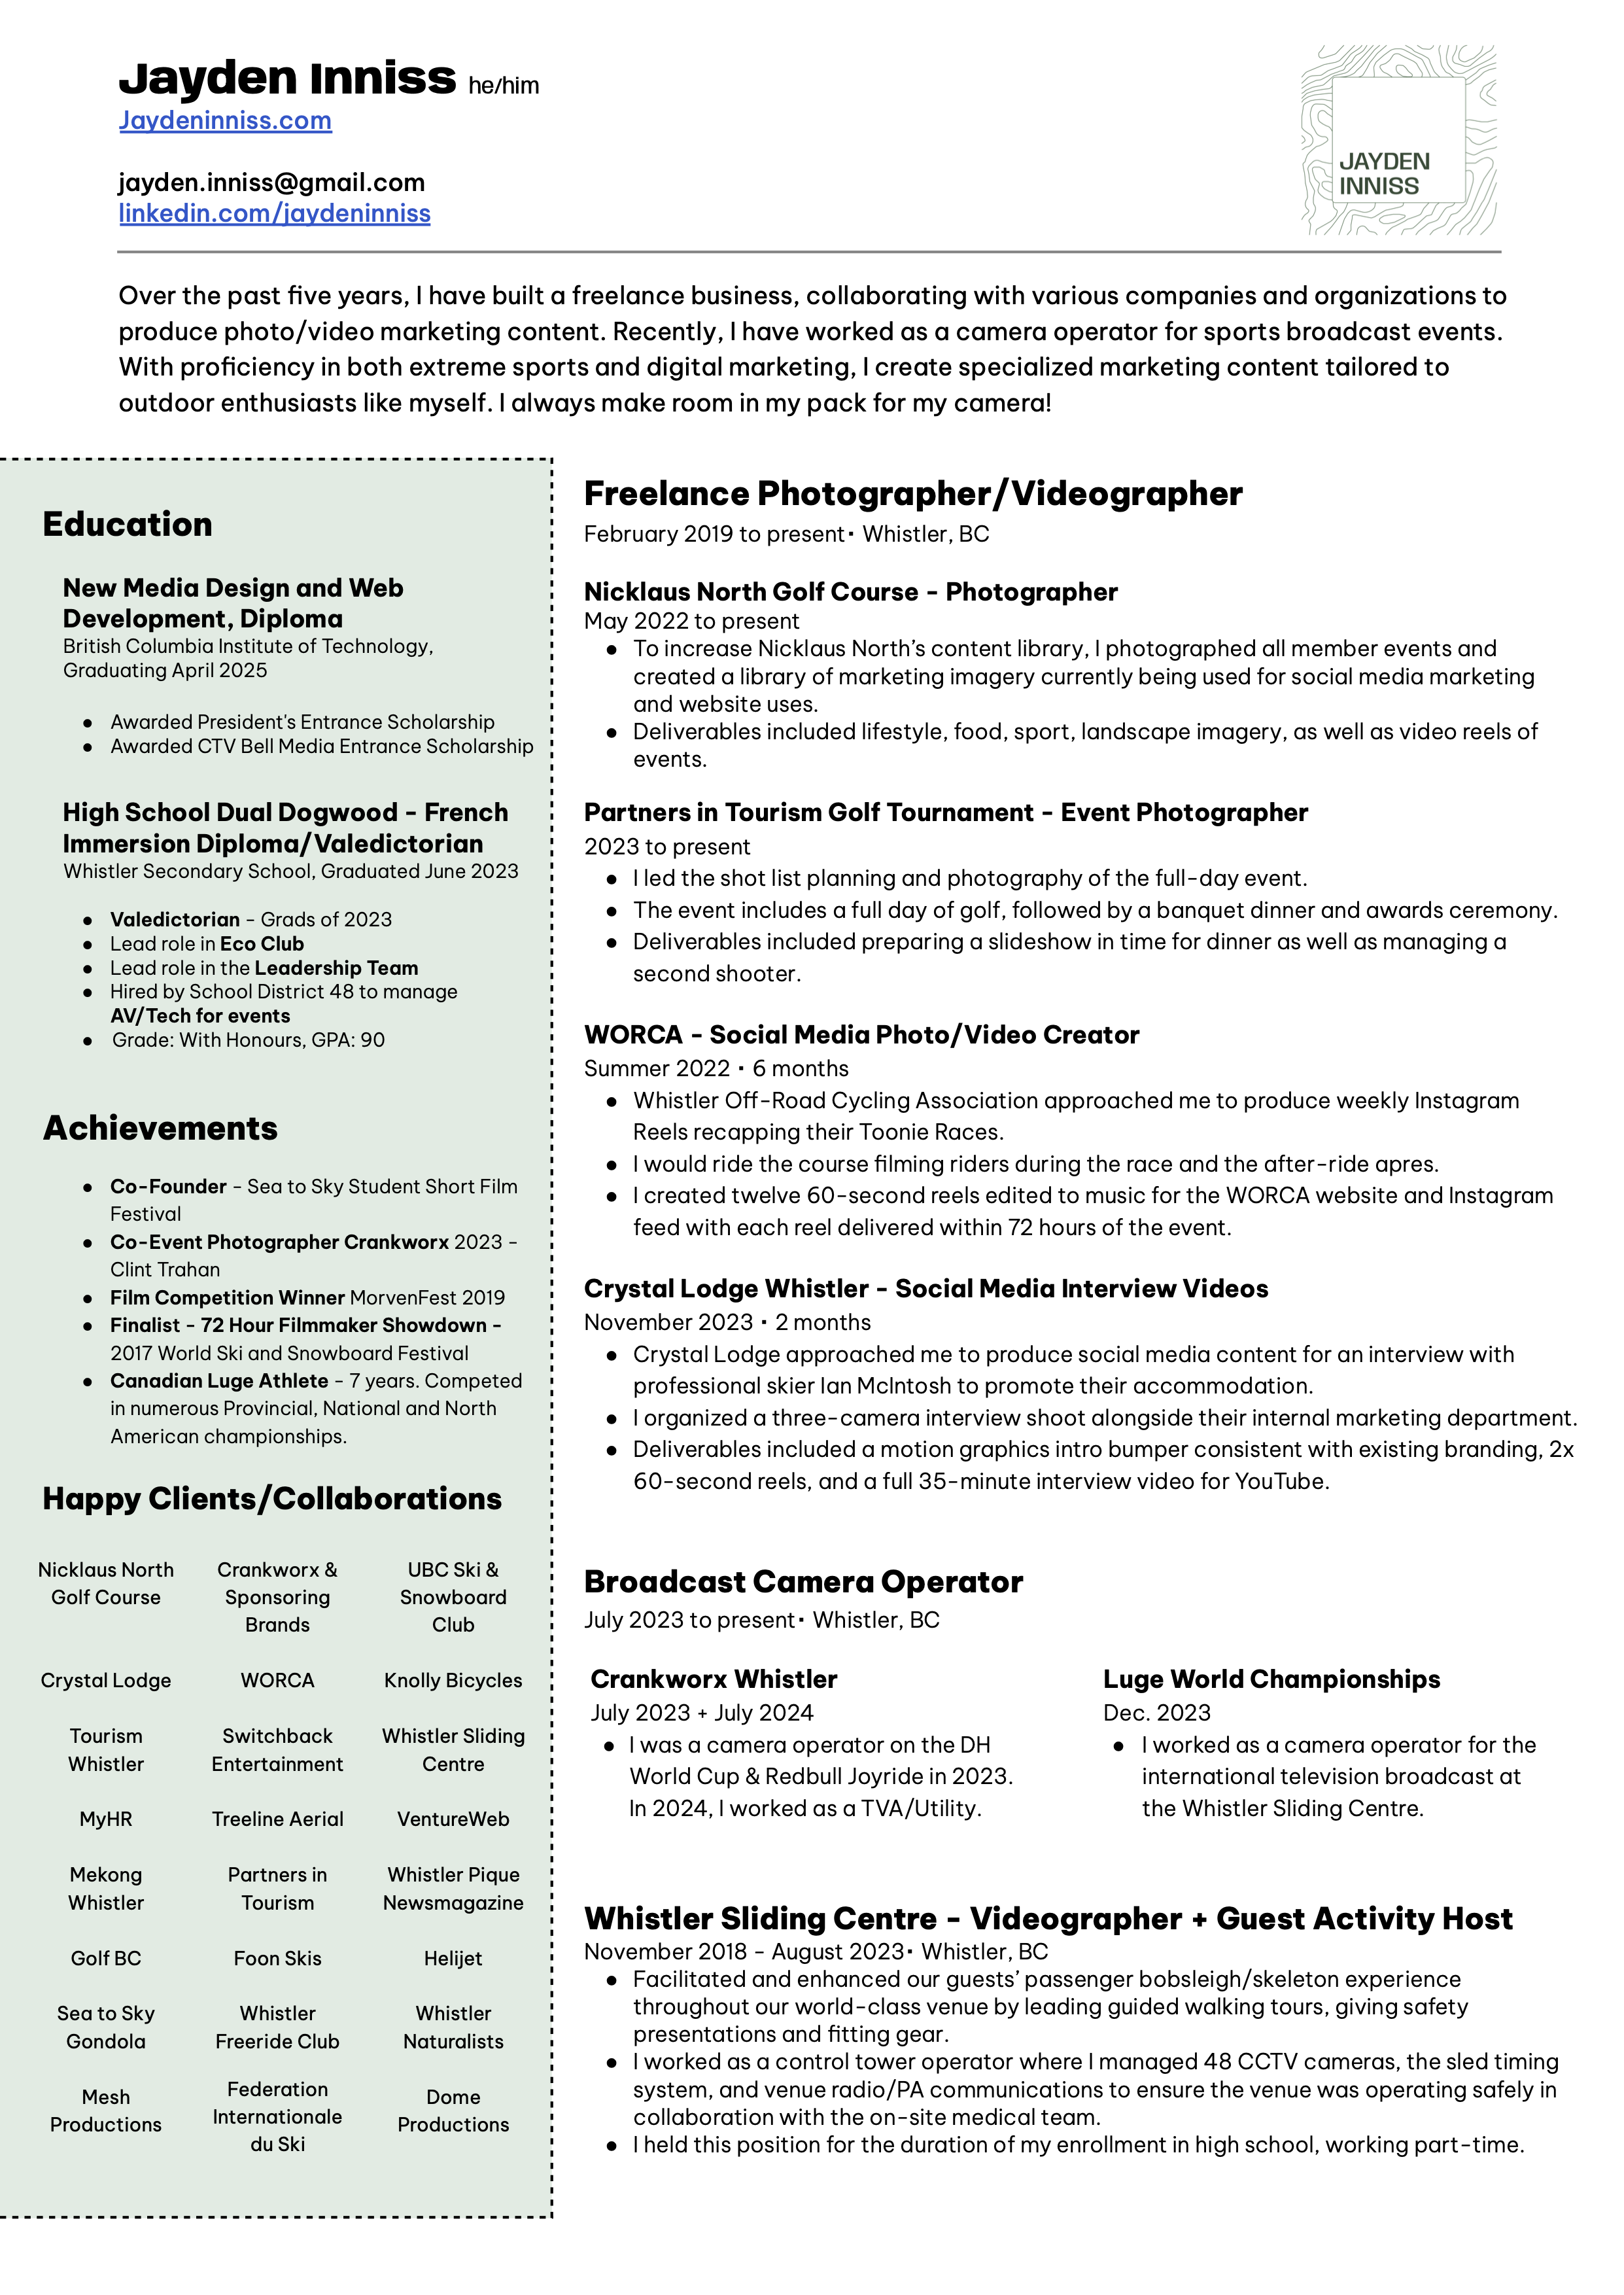 Jayden Inniss he/him
Jaydeninniss.com
jayden.inniss@gmail.com
linkedin.com/jaydeninniss
JAYDEN
INNISS
Over the past five years, I have built a freelance business, collaborating with various companies and organizations to
produce photo/video marketing content. Recently, I have worked as a camera operator for sports broadcast events.
With proficiency in both extreme sports and digital marketing, I create specialized marketing content tailored to
outdoor enthusiasts like myself. I always make room in my pack for my camera!
Education
New Media Design and Web
Development, Diploma
British Columbia Institute of Technology,
Graduating April 2025
● Awarded President's Entrance Scholarship
● Awarded CTV Bell Media Entrance Scholarship
High School Dual Dogwood - French
Immersion Diploma/Valedictorian
Whistler Secondary School, Graduated June 2023
● Valedictorian - Grads of 2023
● Lead role in Eco Club
● Lead role in the Leadership Team
● Hired by School District 48 to manage
AV/Tech for events
● Grade: With Honours, GPA: 90
Achievements
● Co-Founder - Sea to Sky Student Short Film
Festival
● Co-Event Photographer Crankworx 2023 -
Clint Trahan
● Film Competition Winner MorvenFest 2019
● Finalist - 72 Hour Filmmaker Showdown -
2017 World Ski and Snowboard Festival
● Canadian Luge Athlete - 7 years. Competed
in numerous Provincial, National and North
American championships.
Happy Clients/Collaborations
Nicklaus North
Golf Course
Crankworx &
Sponsoring
Brands
UBC Ski &
Snowboard
Club
Crystal Lodge
WORCA
Knolly Bicycles
Tourism
Whistler
Switchback
Entertainment
Whistler Sliding
Centre
MyHR
Treeline Aerial
VentureWeb
Mekong
Whistler
Partners in
Tourism
Whistler Pique
Newsmagazine
Golf BC
Foon Skis
Helijet
Sea to Sky
Gondola
Whistler
Freeride Club
Whistler
Naturalists
Mesh
Productions
Federation
Internationale
du Ski
Dome
Productions
Freelance Photographer/Videographer
February 2019 to present · Whistler, BC
Nicklaus North Golf Course - Photographer
May 2022 to present
● To increase Nicklaus North’s content library, I photographed all member events and
created a library of marketing imagery currently being used for social media marketing
and website uses.
● Deliverables included lifestyle, food, sport, landscape imagery, as well as video reels of
events.
Partners in Tourism Golf Tournament - Event Photographer
2023 to present
● I led the shot list planning and photography of the full-day event.
● The event includes a full day of golf, followed by a banquet dinner and awards ceremony.
● Deliverables included preparing a slideshow in time for dinner as well as managing a
second shooter.
WORCA - Social Media Photo/Video Creator
Summer 2022 · 6 months
● Whistler Off-Road Cycling Association approached me to produce weekly Instagram
Reels recapping their Toonie Races.
● I would ride the course filming riders during the race and the after-ride apres.
● I created twelve 60-second reels edited to music for the WORCA website and Instagram
feed with each reel delivered within 72 hours of the event.
Crystal Lodge Whistler - Social Media Interview Videos
November 2023 · 2 months
● Crystal Lodge approached me to produce social media content for an interview with
professional skier Ian McIntosh to promote their accommodation.
● I organized a three-camera interview shoot alongside their internal marketing department.
● Deliverables included a motion graphics intro bumper consistent with existing branding, 2x
60-second reels, and a full 35-minute interview video for YouTube.
Broadcast Camera Operator
July 2023 to present · Whistler, BC
Crankworx Whistler
July 2023 + July 2024
● I was a camera operator on the DH
World Cup & Redbull Joyride in 2023.
In 2024, I worked as a TVA/Utility.
Luge World Championships
Dec. 2023
● I worked as a camera operator for the
international television broadcast at
the Whistler Sliding Centre.
Whistler Sliding Centre - Videographer + Guest Activity Host
November 2018 - August 2023 · Whistler, BC
● Facilitated and enhanced our guests’ passenger bobsleigh/skeleton experience
throughout our world-class venue by leading guided walking tours, giving safety
presentations and fitting gear.
● I worked as a control tower operator where I managed 48 CCTV cameras, the sled timing
system, and venue radio/PA communications to ensure the venue was operating safely in
collaboration with the on-site medical team.
● I held this position for the duration of my enrollment in high school, working part-time.